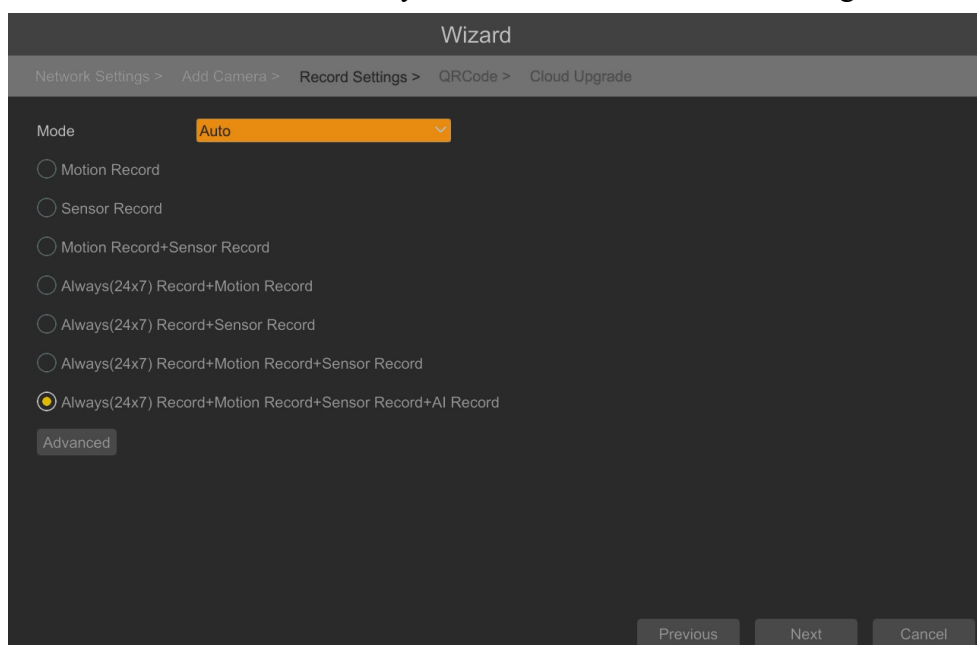 Wizard
Network Settings > Add Camera > Record Settings > QRCode > Cloud Upgrade
Mode Auto
Motion Record
Sensor Record
Motion Record+Sensor Record
Always(24x7) Record+Motion Record
Always(24x7) Record+Sensor Record
Always(24x7) Record+Motion Record+Sensor Record
Always(24x7) Record+Motion Record+Sensor Record+AI Record
Advanced
Previous Next Cancel